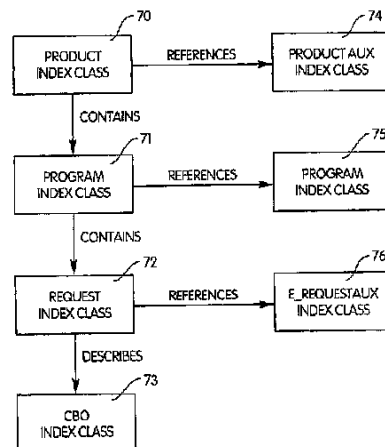 70
PRODUCT
INDEX CLASS
REFERENCES
74
PRODUCT AUX
INDEX CLASS
CONTAINS
71
PROGRAM
INDEX CLASS
REFERENCES
75
PROGRAM
INDEX CLASS
CONTAINS
72
REQUEST
INDEX CLASS
REFERENCES
76
E_REQUESTAUX
INDEX CLASS
DESCRIBES
73
CBO
INDEX CLASS